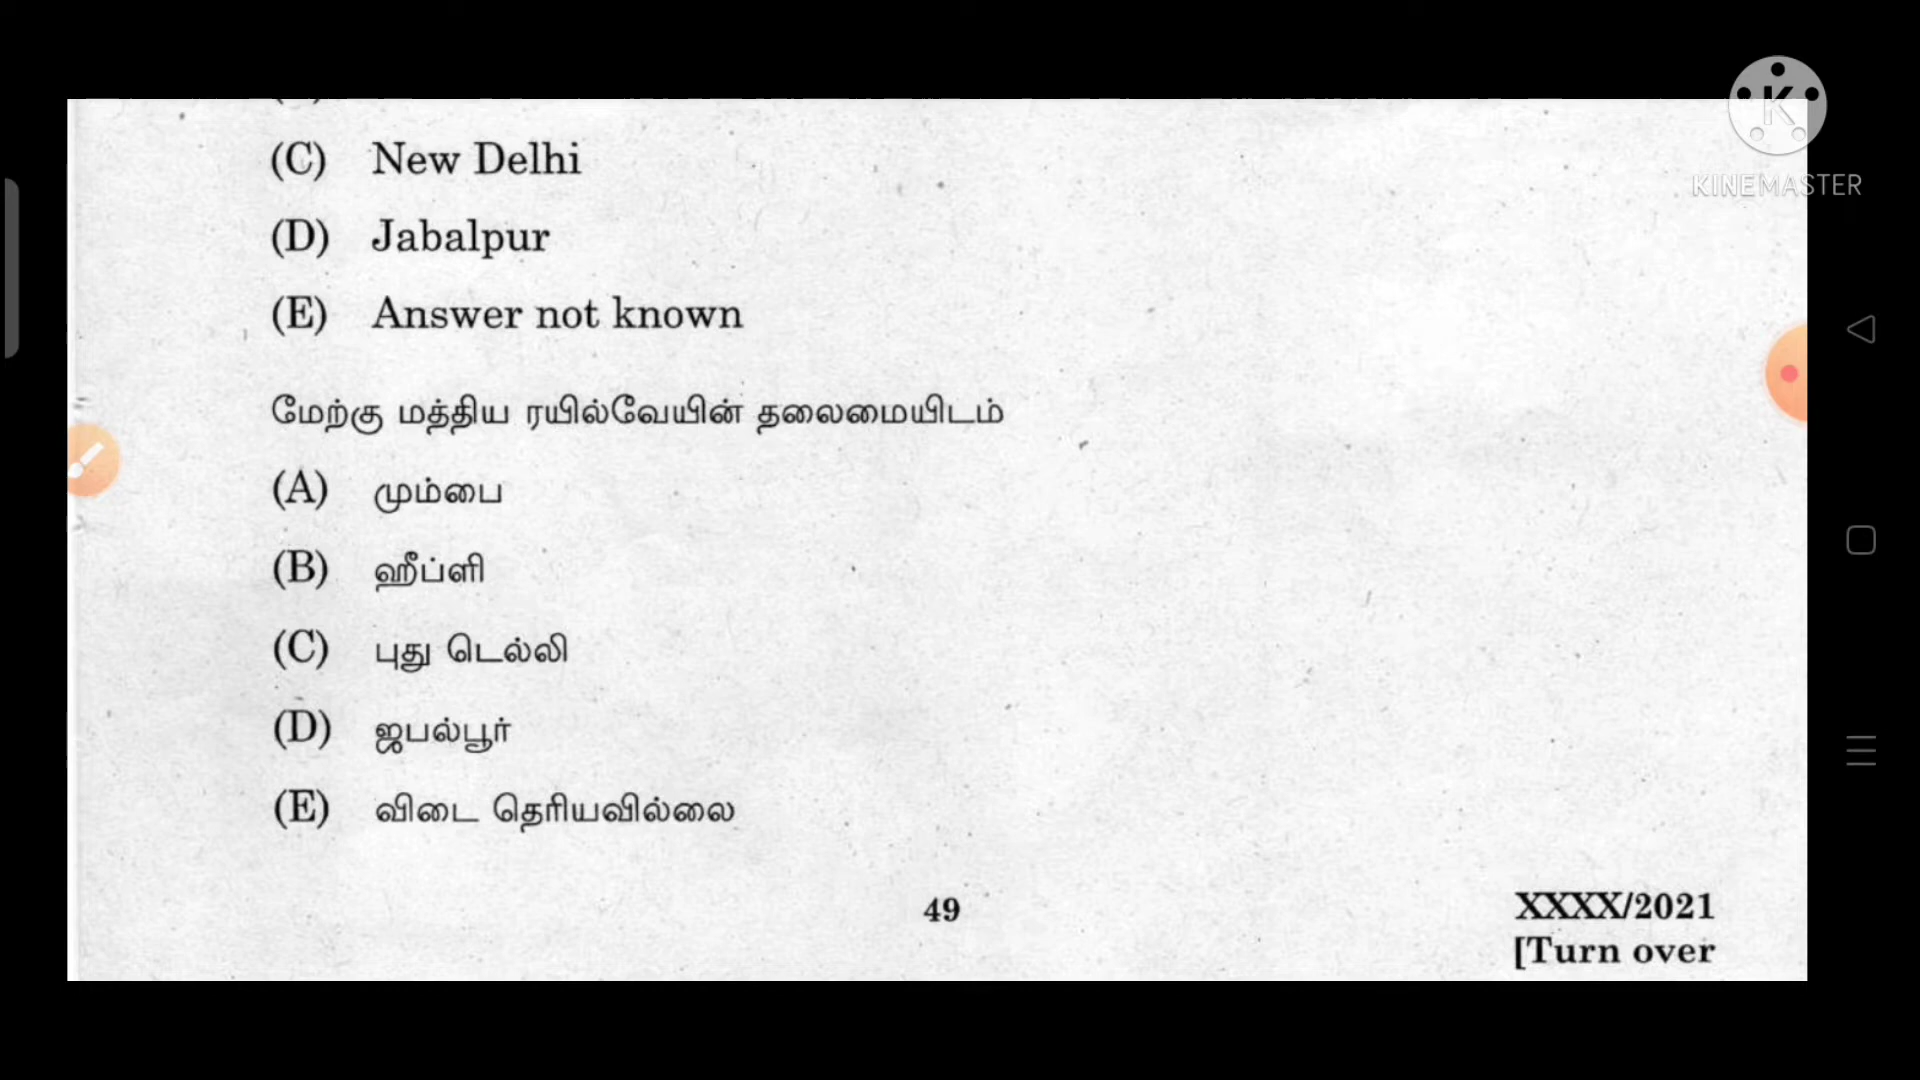 K
KINEMASTER
(C) New Delhi
(D) Jabalpur
(E) Answer not known
மேற்கு மத்திய ரயில்வேயின் தலைமையிடம்
(A) மும்பை
(B) ஹீப்ளி
(C) புது டெல்லி
(D) ஜபல்பூர்
(E) விடை தெரியவில்லை
49
XXXX/2021
[Turn over